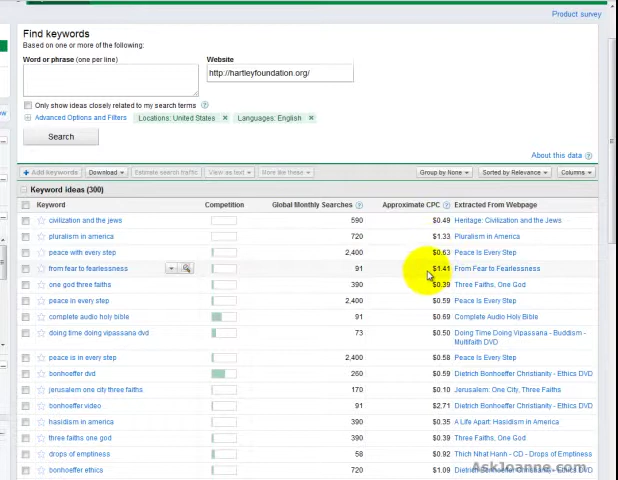 Product survey
Find keywords
Based on one or more of the following:
Word or phrase (one per line)
Website
http://hartleyfoundation.org/
Only show ideas closely related to my search terms
Advanced Options and Filters
Locations: United States
Languages: English
Search
About this data
+ Add keywords Download Estimate search traffic View as text More like these Group by None Sorted by Relevance Columns
Keyword ideas (300)
Keyword Competition Global Monthly Searches Approximate CPC Extracted From Webpage
civilization and the jews 590 $0.49 Heritage: Civilization and the Jews
pluralism in america 720 $1.33 Pluralism in America
peace with every step 2,400 $0.63 Peace Is Every Step
from fear to fearlessness 91 $1.41 From Fear to Fearlessness
one god three faiths 390 $0.39 Three Faiths, One God
peace in every step 2,400 $0.59 Peace Is Every Step
complete audio holy bible 91 $0.69 Complete Audio Holy Bible
doing time doing vipassana dvd 73 $0.50 Doing Time Doing Vipassana - Buddism -
Multifaith DVD
peace is in every step 2,400 $0.58 Peace Is Every Step
bonhoeffer dvd 260 $0.59 Dietrich Bonhoeffer Christianity - Ethics DVD
jerusalem one city three faiths 170 $0.10 Jerusalem: One City, Three Faiths
bonhoeffer video 91 $2.71 Dietrich Bonhoeffer Christianity - Ethics DVD
hasidism in america 390 $0.35 A Life Apart: Hasidism in America
three faiths one god 390 $0.39 Three Faiths, One God
drops of emptiness 58 $0.92 Thich Nhat Hanh - CD - Drops of Emptiness
bonhoeffer ethics 720 $1.09 Dietrich Bonhoeffer Christianity - Ethics DVD
AskJoanne.com